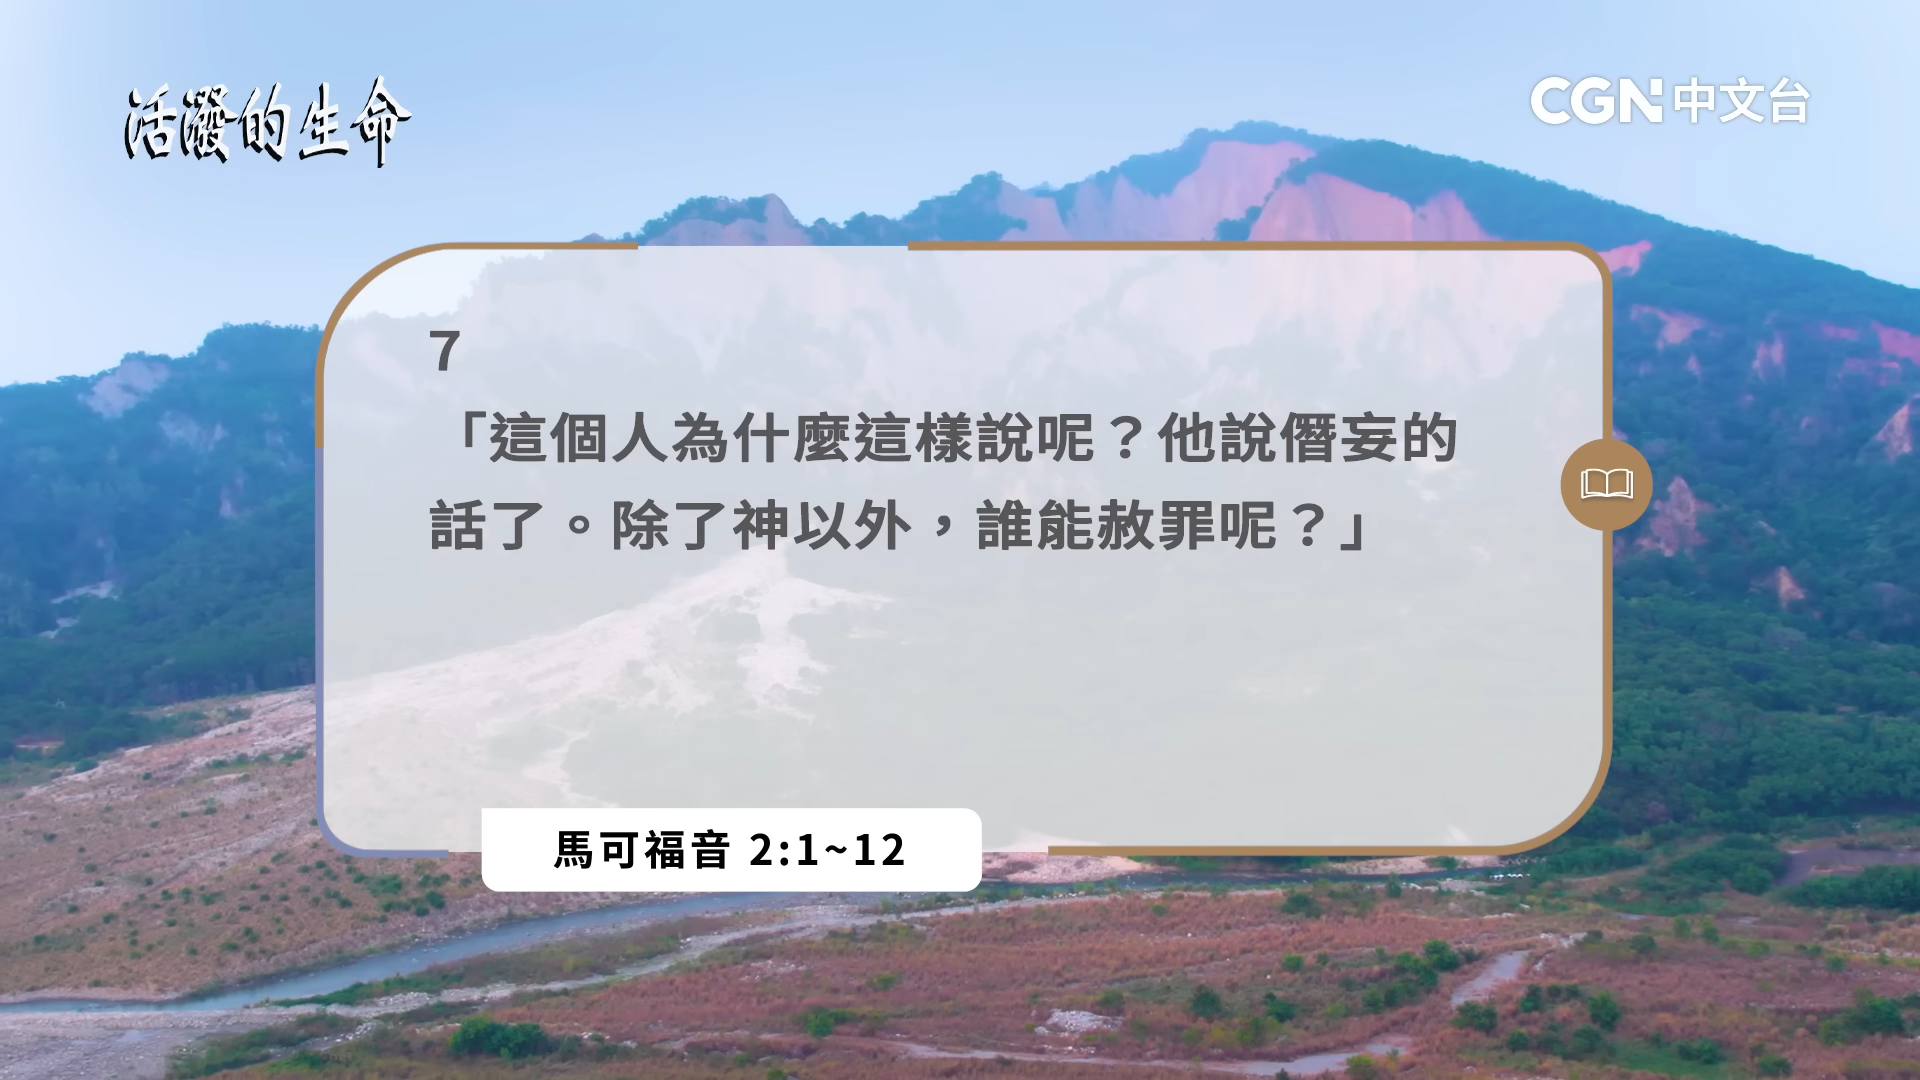 活潑的生命
CGN中文台
7
「這個人為什麼這樣說呢？他說僭妄的
話了。除了神以外，誰能赦罪呢？」
馬可福音 2:1~12